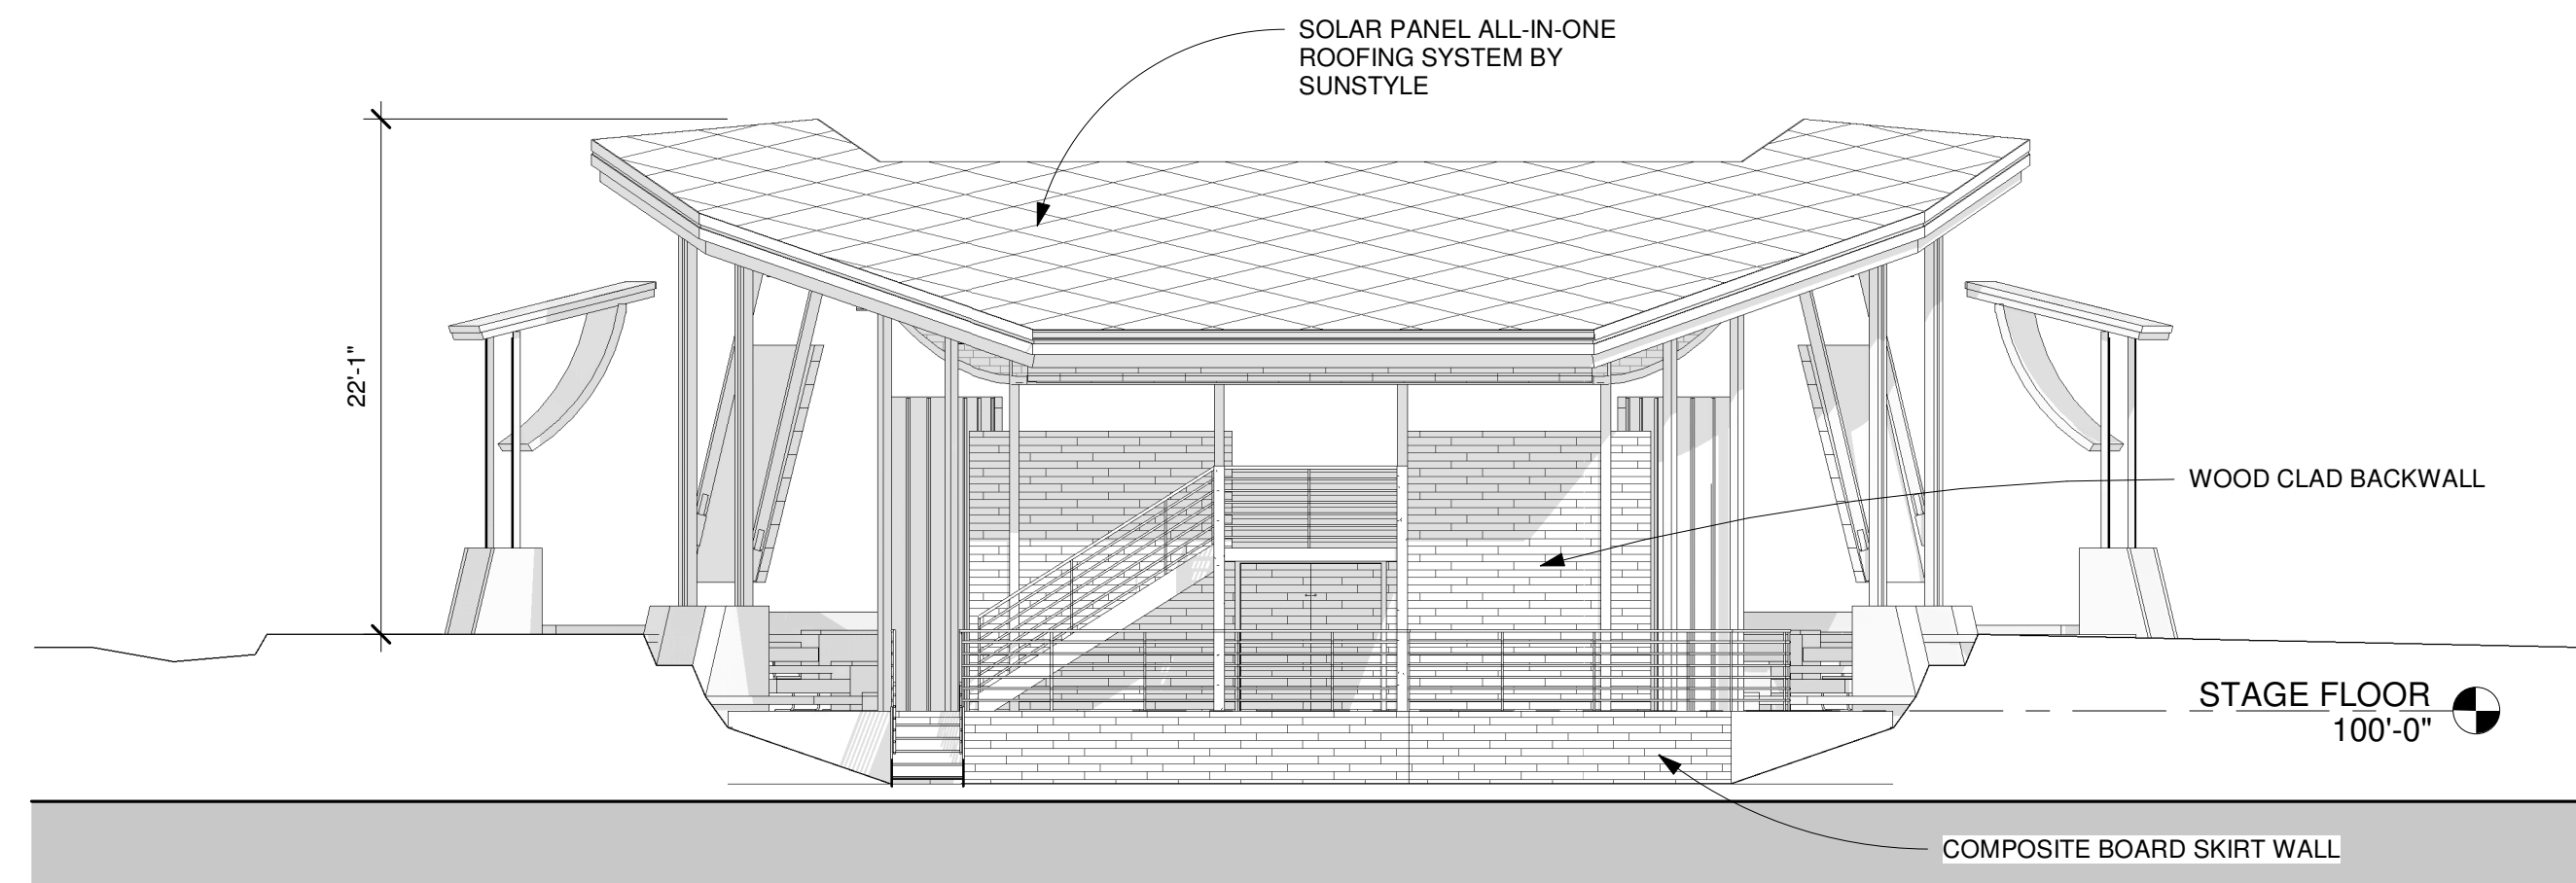 SOLAR PANEL ALL-IN-ONE
ROOFING SYSTEM BY
SUNSTYLE
22'-1"
WOOD CLAD BACKWALL
STAGE FLOOR
100'-0"
COMPOSITE BOARD SKIRT WALL